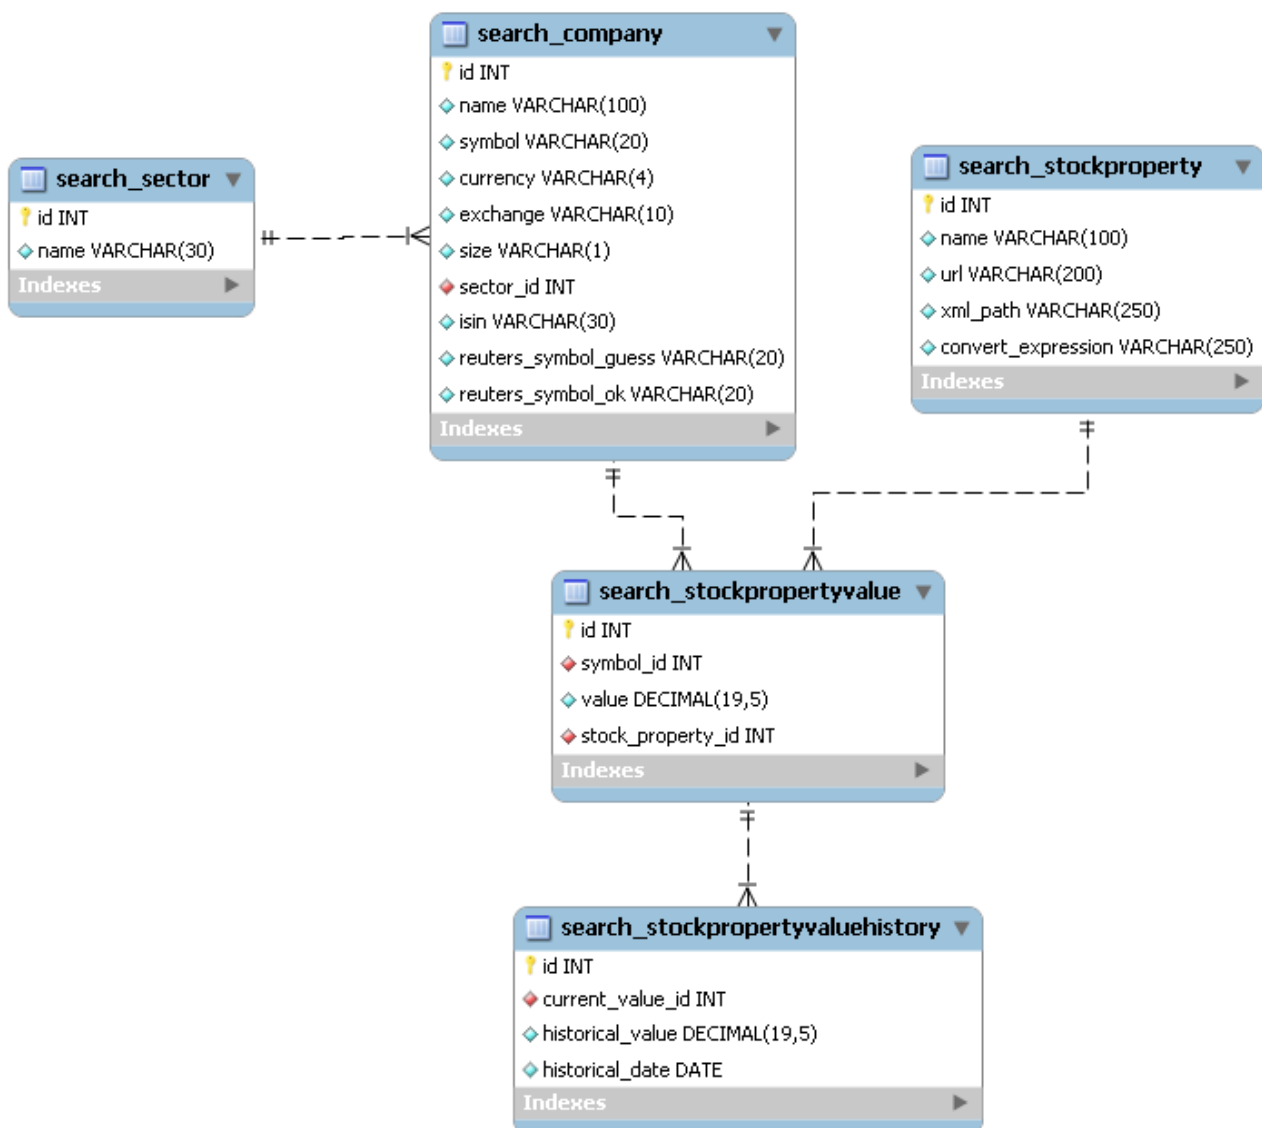 search_company
id INT
name VARCHAR(100)
symbol VARCHAR(20)
currency VARCHAR(4)
exchange VARCHAR(10)
size VARCHAR(1)
sector_id INT
isin VARCHAR(30)
reuters_symbol_guess VARCHAR(20)
reuters_symbol_ok VARCHAR(20)
Indexes
search_sector
id INT
name VARCHAR(30)
Indexes
search_stockproperty
id INT
name VARCHAR(100)
url VARCHAR(200)
xml_path VARCHAR(250)
convert_expression VARCHAR(250)
Indexes
search_stockpropertyvalue
id INT
symbol_id INT
value DECIMAL(19,5)
stock_property_id INT
Indexes
search_stockpropertyvaluehistory
id INT
current_value_id INT
historical_value DECIMAL(19,5)
historical_date DATE
Indexes